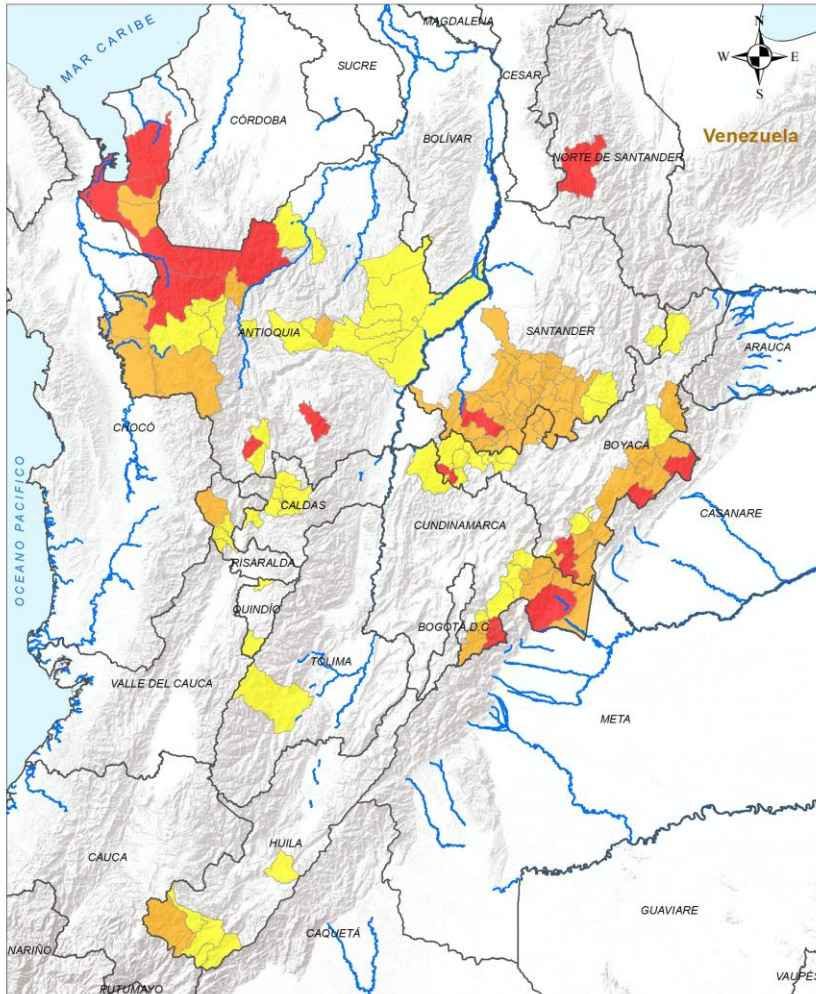 MAGDALENA
MAR CARIBE
N
W E
S
SUCRE
CESAR
CÓRDOBA
BOLÍVAR
Venezuela
NORTE DE SANTANDER
ANTIOQUIA
SANTANDER
ARAUCA
CHOCÓ
BOYACÁ
OCEANO PACIFICO
CALDAS
CUNDINAMARCA
CASANARE
RISARALDA
QUINDÍO
BOGOTÁ D.C
TOLIMA
VALLE DEL CAUCA
META
HUILA
CAUCA
GUAVIARE
CAQUETÁ
NARIÑO
PUTUMAYO
VAUPÉS